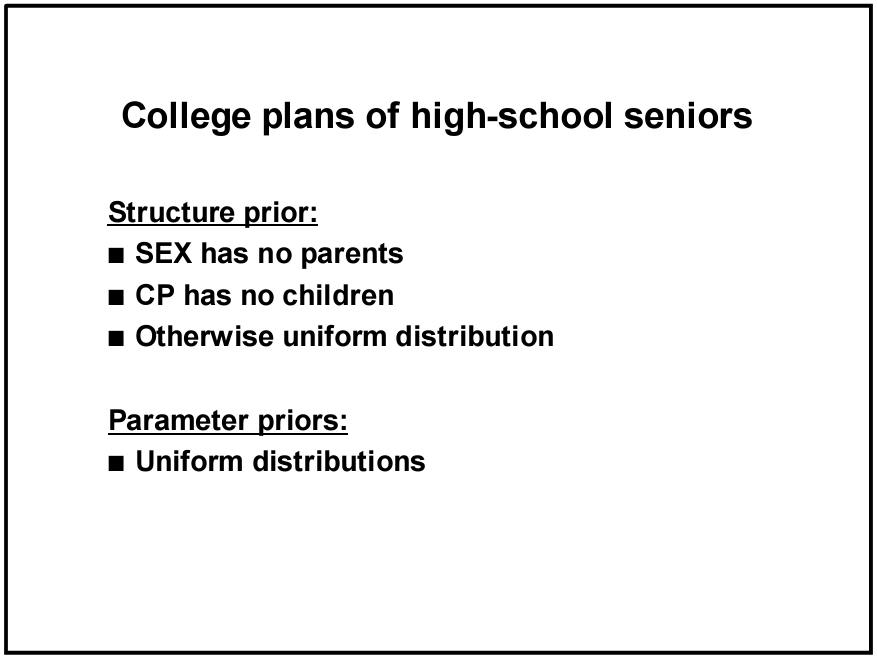 College plans of high-school seniors
Structure prior:
■ SEX has no parents
■ CP has no children
■ Otherwise uniform distribution
Parameter priors:
■ Uniform distributions